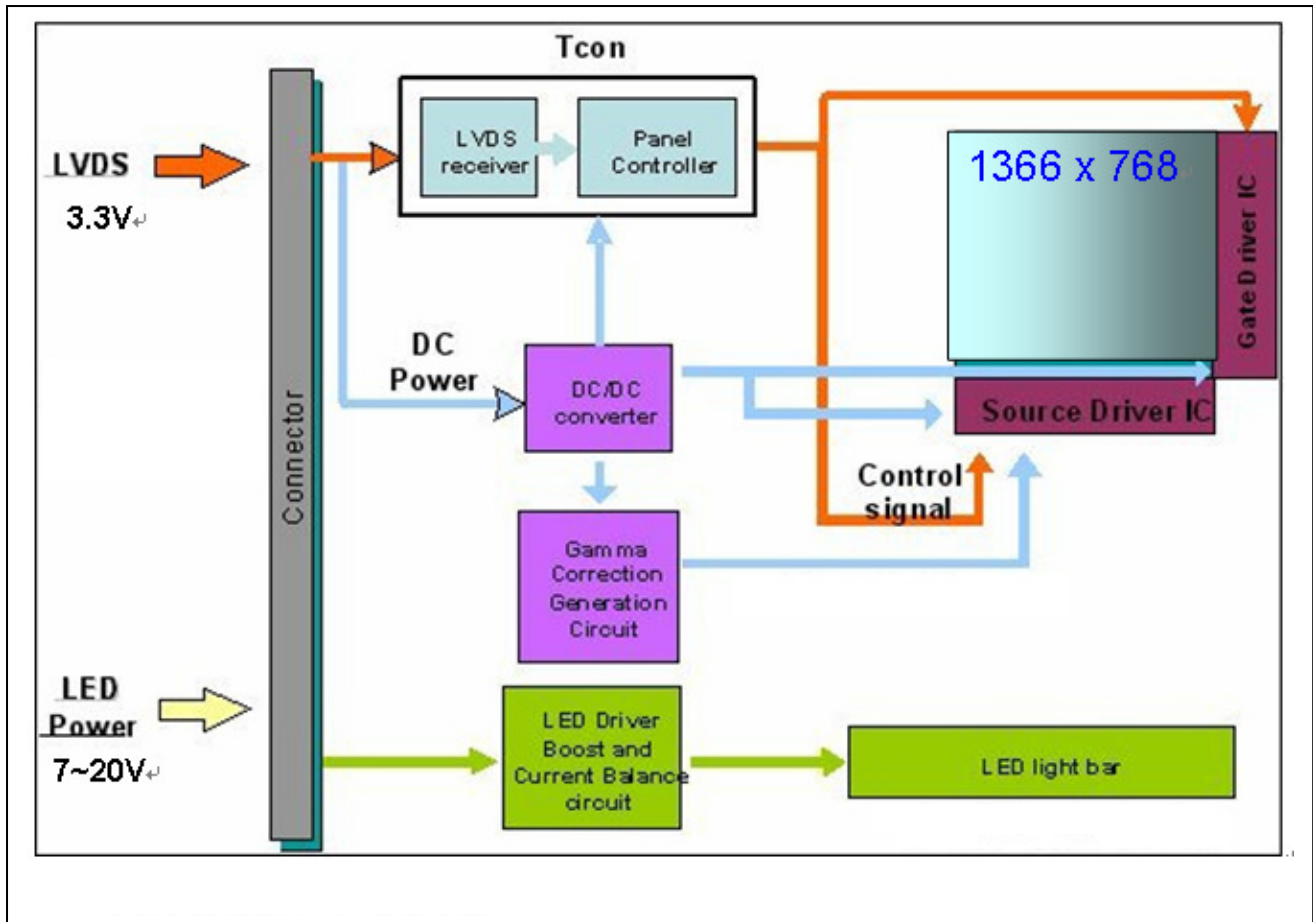 Tcon
LVDS
3.3V
LVDS
receiver
Panel
Controller
1366 x 768
Gate Driver IC
Connector
DC
Power
DC/DC
converter
Source Driver IC
Control
signal
Gamma
Correction
Generation
Circuit
LED
Power
7~20V
LED Driver
Boost and
Current Balance
circuit
LED light bar